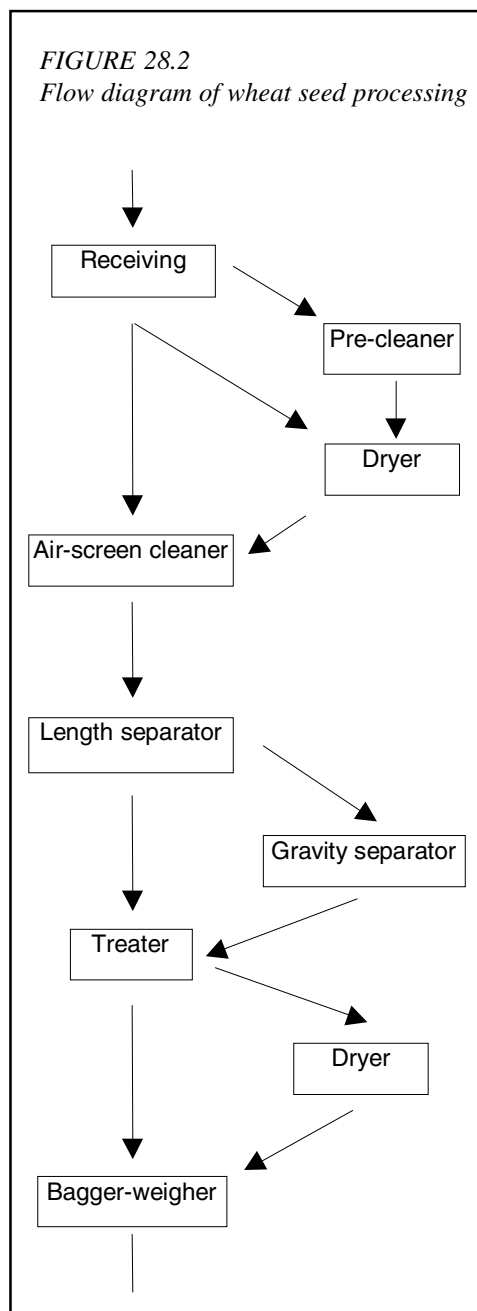 FIGURE 28.2
Flow diagram of wheat seed processing
Receiving
Pre-cleaner
Dryer
Air-screen cleaner
Length separator
Gravity separator
Treater
Dryer
Bagger-weigher